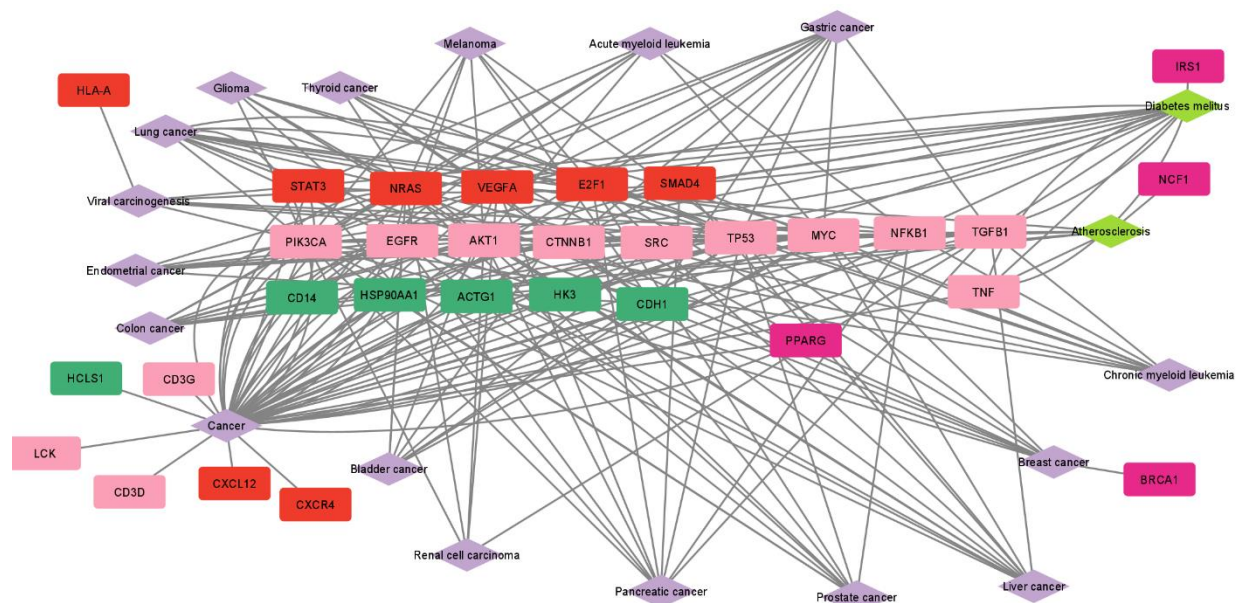 Gastric cancer
Melanoma
Acute myeloid leukemia
IRS1
HLA-A
Glioma
Thyroid cancer
Diabetes melitus
Lung cancer
STAT3
NRAS
VEGFA
E2F1
SMAD4
NCF1
Viral carcinogenesis
PIK3CA
EGFR
AKT1
CTNNB1
SRC
TP53
MYC
NFKB1
TGFB1
Atherosclerosis
Endometrial cancer
CD14
HSP90AA1
ACTG1
HK3
CDH1
TNF
Colon cancer
PPARG
HCLS1
CD3G
Chronic myeloid leukemia
Cancer
LCK
Bladder cancer
Breast cancer
CD3D
CXCL12
CXCR4
BRCA1
Renal cell carcinoma
Pancreatic cancer
Prostate cancer
Liver cancer